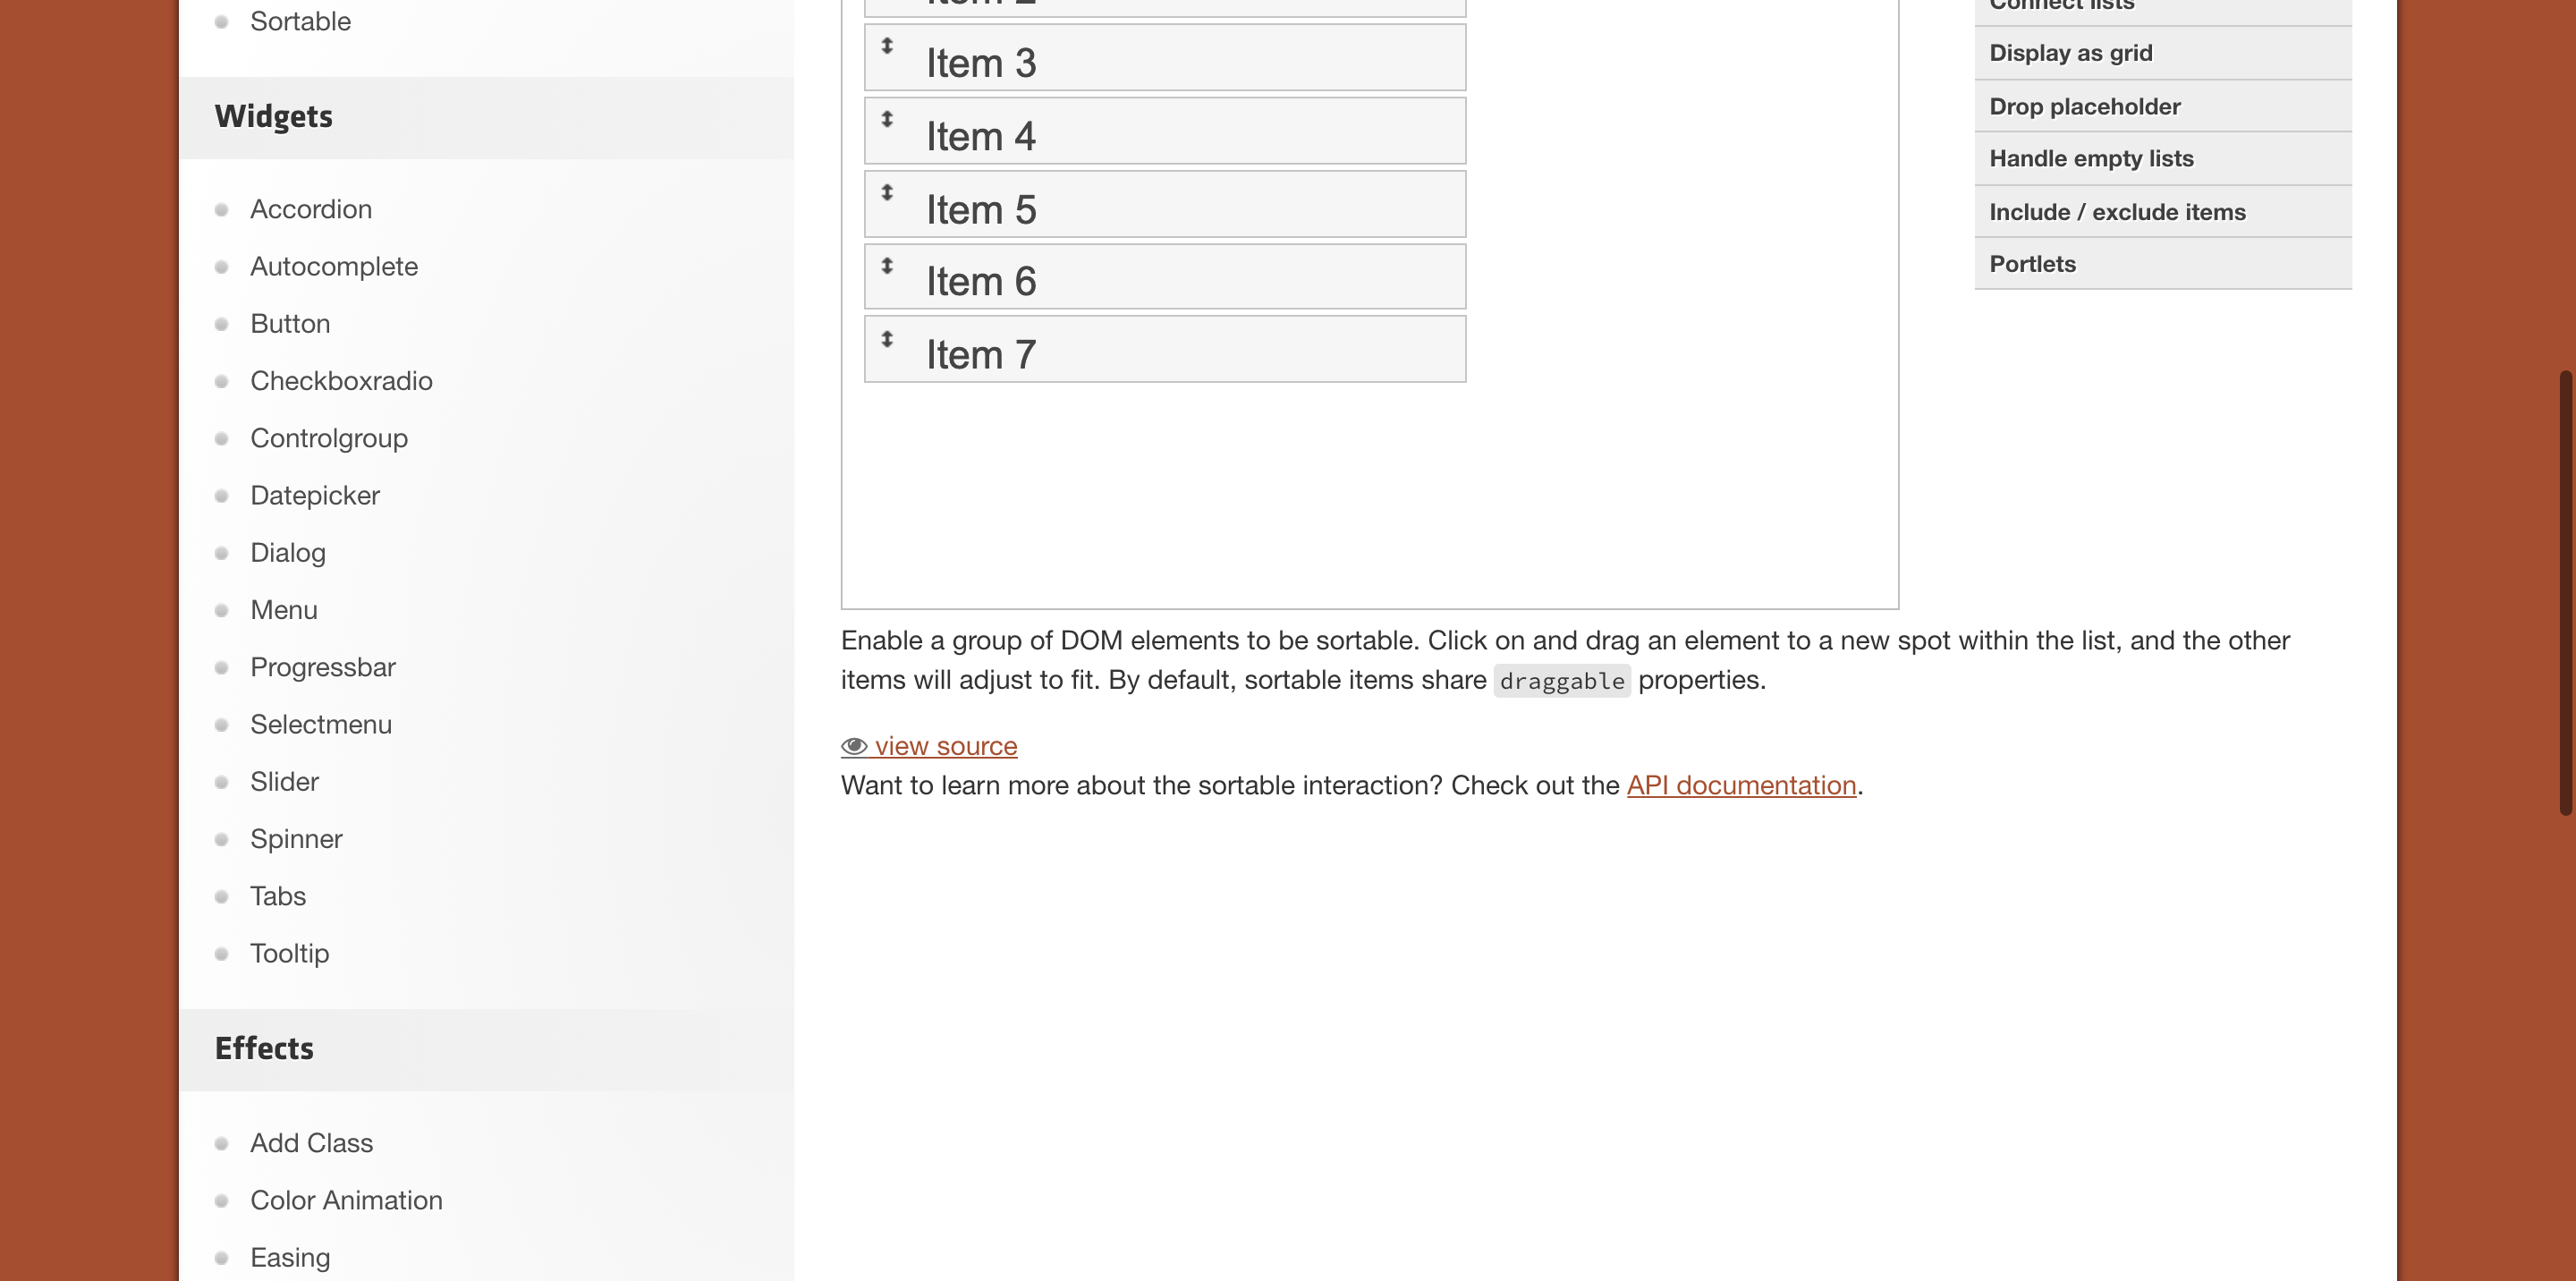 Sortable
Widgets
Accordion
Autocomplete
Button
Checkboxradio
Controlgroup
Datepicker
Dialog
Menu
Progressbar
Selectmenu
Slider
Spinner
Tabs
Tooltip
Effects
Add Class
Color Animation
Easing
Item 2
Item 3
Item 4
Item 5
Item 6
Item 7
Enable a group of DOM elements to be sortable. Click on and drag an element to a new spot within the list, and the other
items will adjust to fit. By default, sortable items share draggable properties.
view source
Want to learn more about the sortable interaction? Check out the API documentation.
Connect lists
Display as grid
Drop placeholder
Handle empty lists
Include / exclude items
Portlets